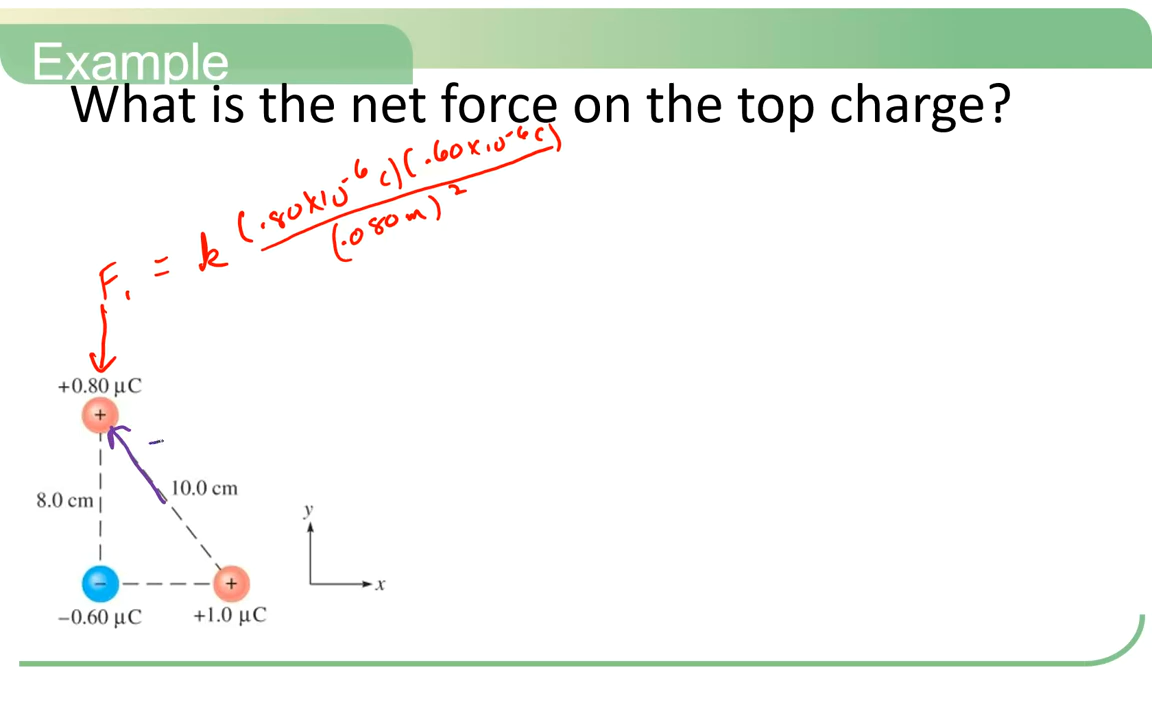 Example
What is the net force on the top charge?
F₁ = k (.80x10⁻⁶ C)(.60x10⁻⁶ C)
(.080m)²
+0.80 µC
+
10.0 cm
8.0 cm
y
x
−
+
−0.60 µC
+1.0 µC